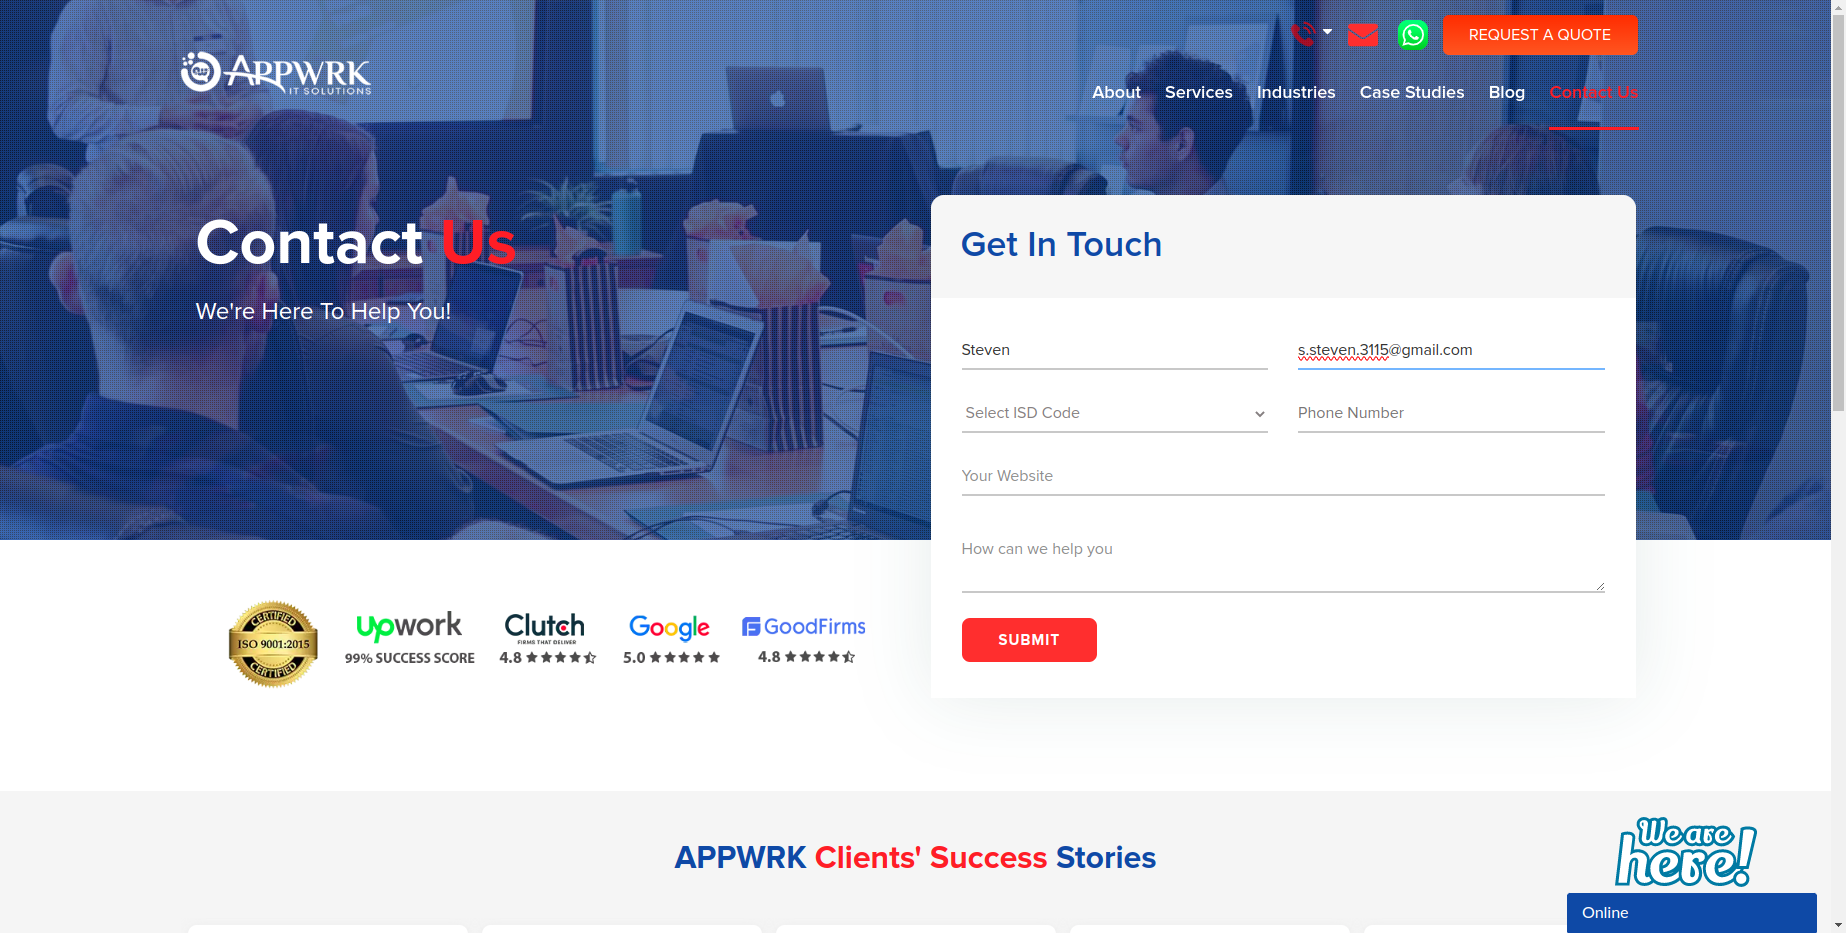 REQUEST A QUOTE
APPWRK
IT SOLUTIONS
About Services Industries Case Studies Blog Contact Us
Contact Us
We're Here To Help You!
Get In Touch
Steven s.steven.3115@gmail.com
Select ISD Code Phone Number
Your Website
How can we help you
SUBMIT
CERTIFIED
ISO 9001:2015
CERTIFIED
Upwork
99% SUCCESS SCORE
Clutch
FIRMS THAT DELIVER
4.8
Google
5.0
GoodFirms
4.8
APPWRK Clients' Success Stories
We are
here!
Online